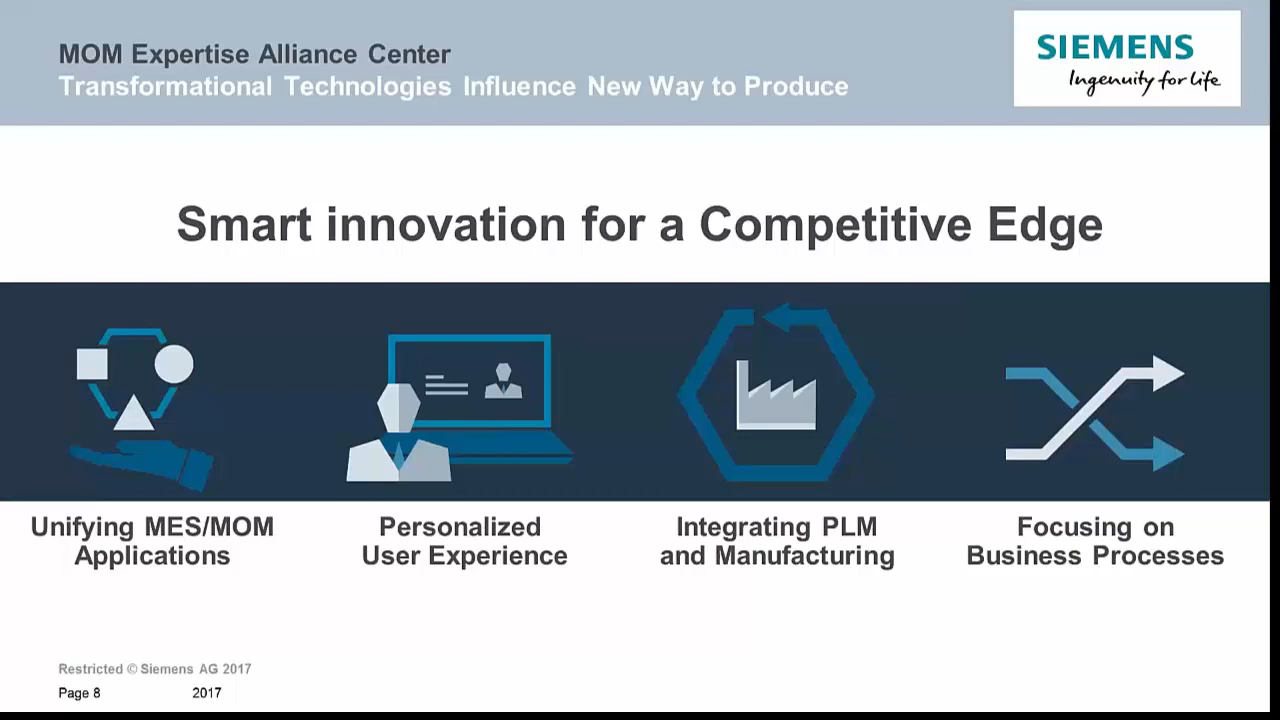 MOM Expertise Alliance Center
Transformational Technologies Influence New Way to Produce
SIEMENS
Ingenuity for life
Smart innovation for a Competitive Edge
Unifying MES/MOM
Applications
Personalized
User Experience
Integrating PLM
and Manufacturing
Focusing on
Business Processes
Restricted © Siemens AG 2017
Page 8 2017